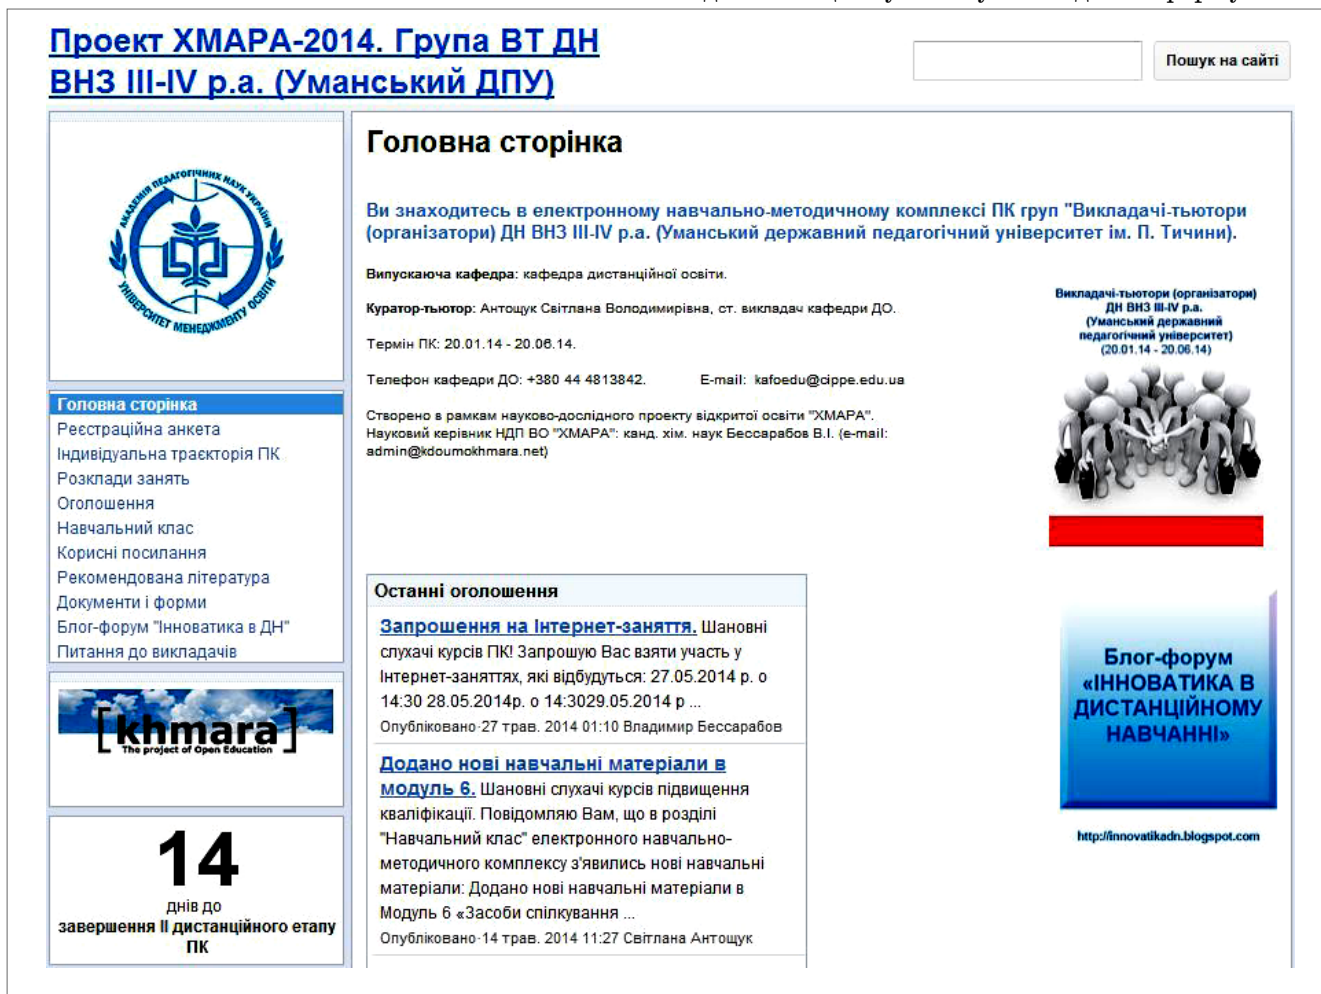 Проект ХМАРА-2014. Група ВТ ДН
ВНЗ III-IV р.а. (Уманський ДПУ)
Пошук на сайті
АКАДЕМІЯ ПЕДАГОГІЧНИХ НАУК УКРАЇНИ
УНІВЕРСИТЕТ МЕНЕДЖМЕНТУ ОСВІТИ
Головна сторінка
Реєстраційна анкета
Індивідуальна траєкторія ПК
Розклади занять
Оголошення
Навчальний клас
Корисні посилання
Рекомендована література
Документи і форми
Блог-форум "Інноватика в ДН"
Питання до викладачів
[khmara]
The project of Open Education
14
днів до
завершення II дистанційного етапу
ПК
Головна сторінка
Ви знаходитесь в електронному навчально-методичному комплексі ПК груп "Викладачі-тьютори
(організатори) ДН ВНЗ III-IV р.а. (Уманський державний педагогічний університет ім. П. Тичини).
Випускаюча кафедра: кафедра дистанційної освіти.
Куратор-тьютор: Антощук Світлана Володимирівна, ст. викладач кафедри ДО.
Термін ПК: 20.01.14 - 20.06.14.
Телефон кафедри ДО: +380 44 4813842. E-mail: kafoedu@cippe.edu.ua
Створено в рамкам науково-дослідного проекту відкритої освіти "ХМАРА".
Науковий керівник НДП ВО "ХМАРА": канд. хім. наук Бессарабов В.І. (e-mail:
admin@kdoumokhmara.net)
Викладачі-тьютори (організатори)
ДН ВНЗ III-IV р.а.
(Уманський державний
педагогічний університет)
(20.01.14 - 20.06.14)
Останні оголошення
Запрошення на Інтернет-заняття. Шановні
слухачі курсів ПК! Запрошую Вас взяти участь у
Інтернет-заняттях, які відбудуться: 27.05.2014 р. о
14:30 28.05.2014р. о 14:3029.05.2014 р ...
Опубліковано·27 трав. 2014 01:10 Владимир Бессарабов
Додано нові навчальні матеріали в
модуль 6. Шановні слухачі курсів підвищення
кваліфікації. Повідомляю Вам, що в розділі
"Навчальний клас" електронного навчально-
методичного комплексу з'явились нові навчальні
матеріали: Додано нові навчальні матеріали в
Модуль 6 «Засоби спілкування ...
Опубліковано·14 трав. 2014 11:27 Світлана Антощук
Блог-форум
«ІННОВАТИКА В
ДИСТАНЦІЙНОМУ
НАВЧАННІ»
http://innovatikadn.blogspot.com